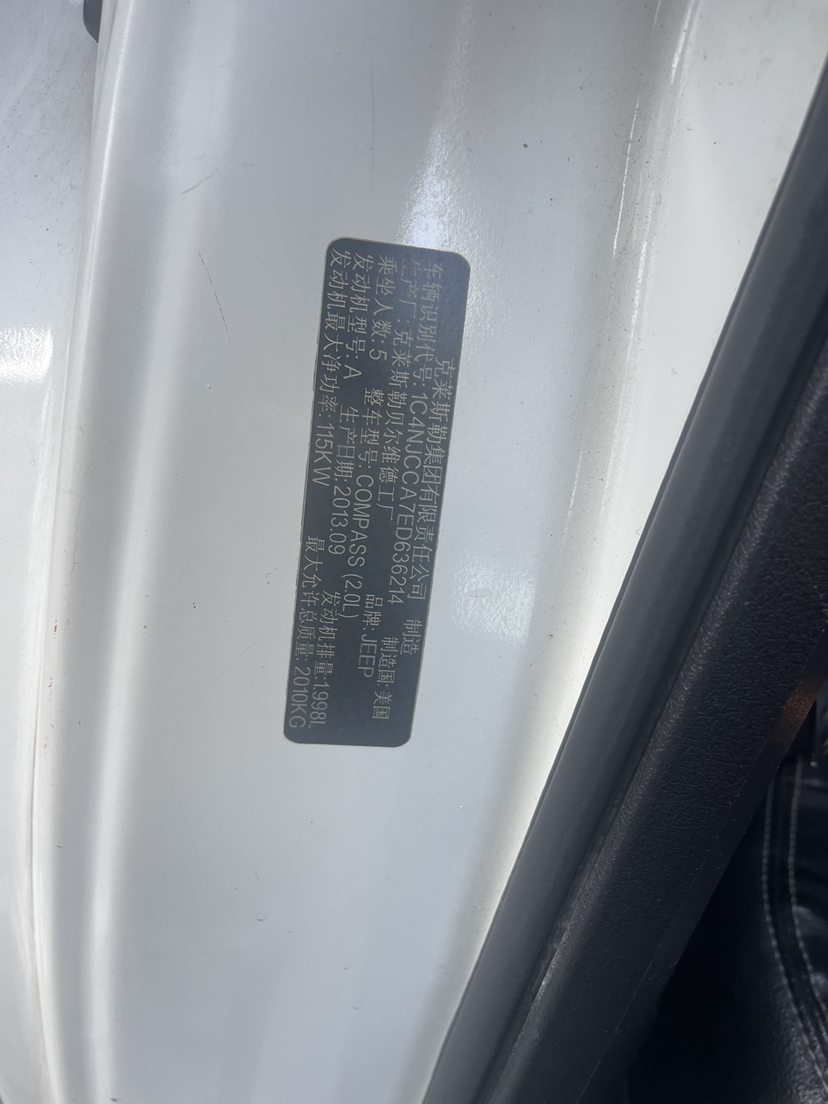 克莱斯勒集团有限责任公司 制造
车辆识别代号: 1C4NJCCA7ED636214 制造国: 美国
生产厂: 克莱斯勒贝尔维德工厂 品牌: JEEP
乘坐人数: 5 整车型号: COMPASS (2.0L) 发动机排量:1.998L
发动机型号: A 生产日期: 2013.09 最大允许总质量: 2010KG
发动机最大净功率: 115KW